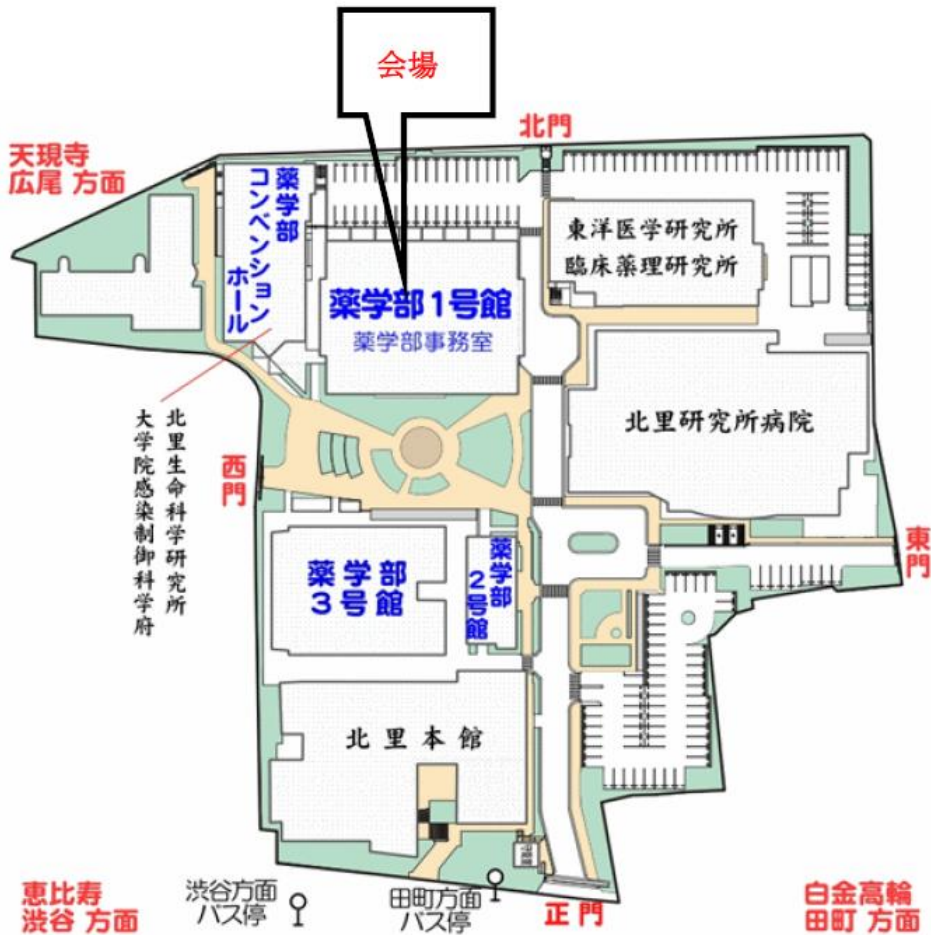 会場
北門
天現寺
広尾 方面
薬学部
コンベンション
ホール
東洋医学研究所
臨床薬理研究所
薬学部1号館
薬学部事務室
北里研究所病院
北里生命科学研究所
大学院感染制御科学府
西門
東門
薬学部
3号館
薬学部
2号館
北里本館
恵比寿
渋谷 方面
渋谷方面
バス停
田町方面
バス停
正門
白金高輪
田町 方面